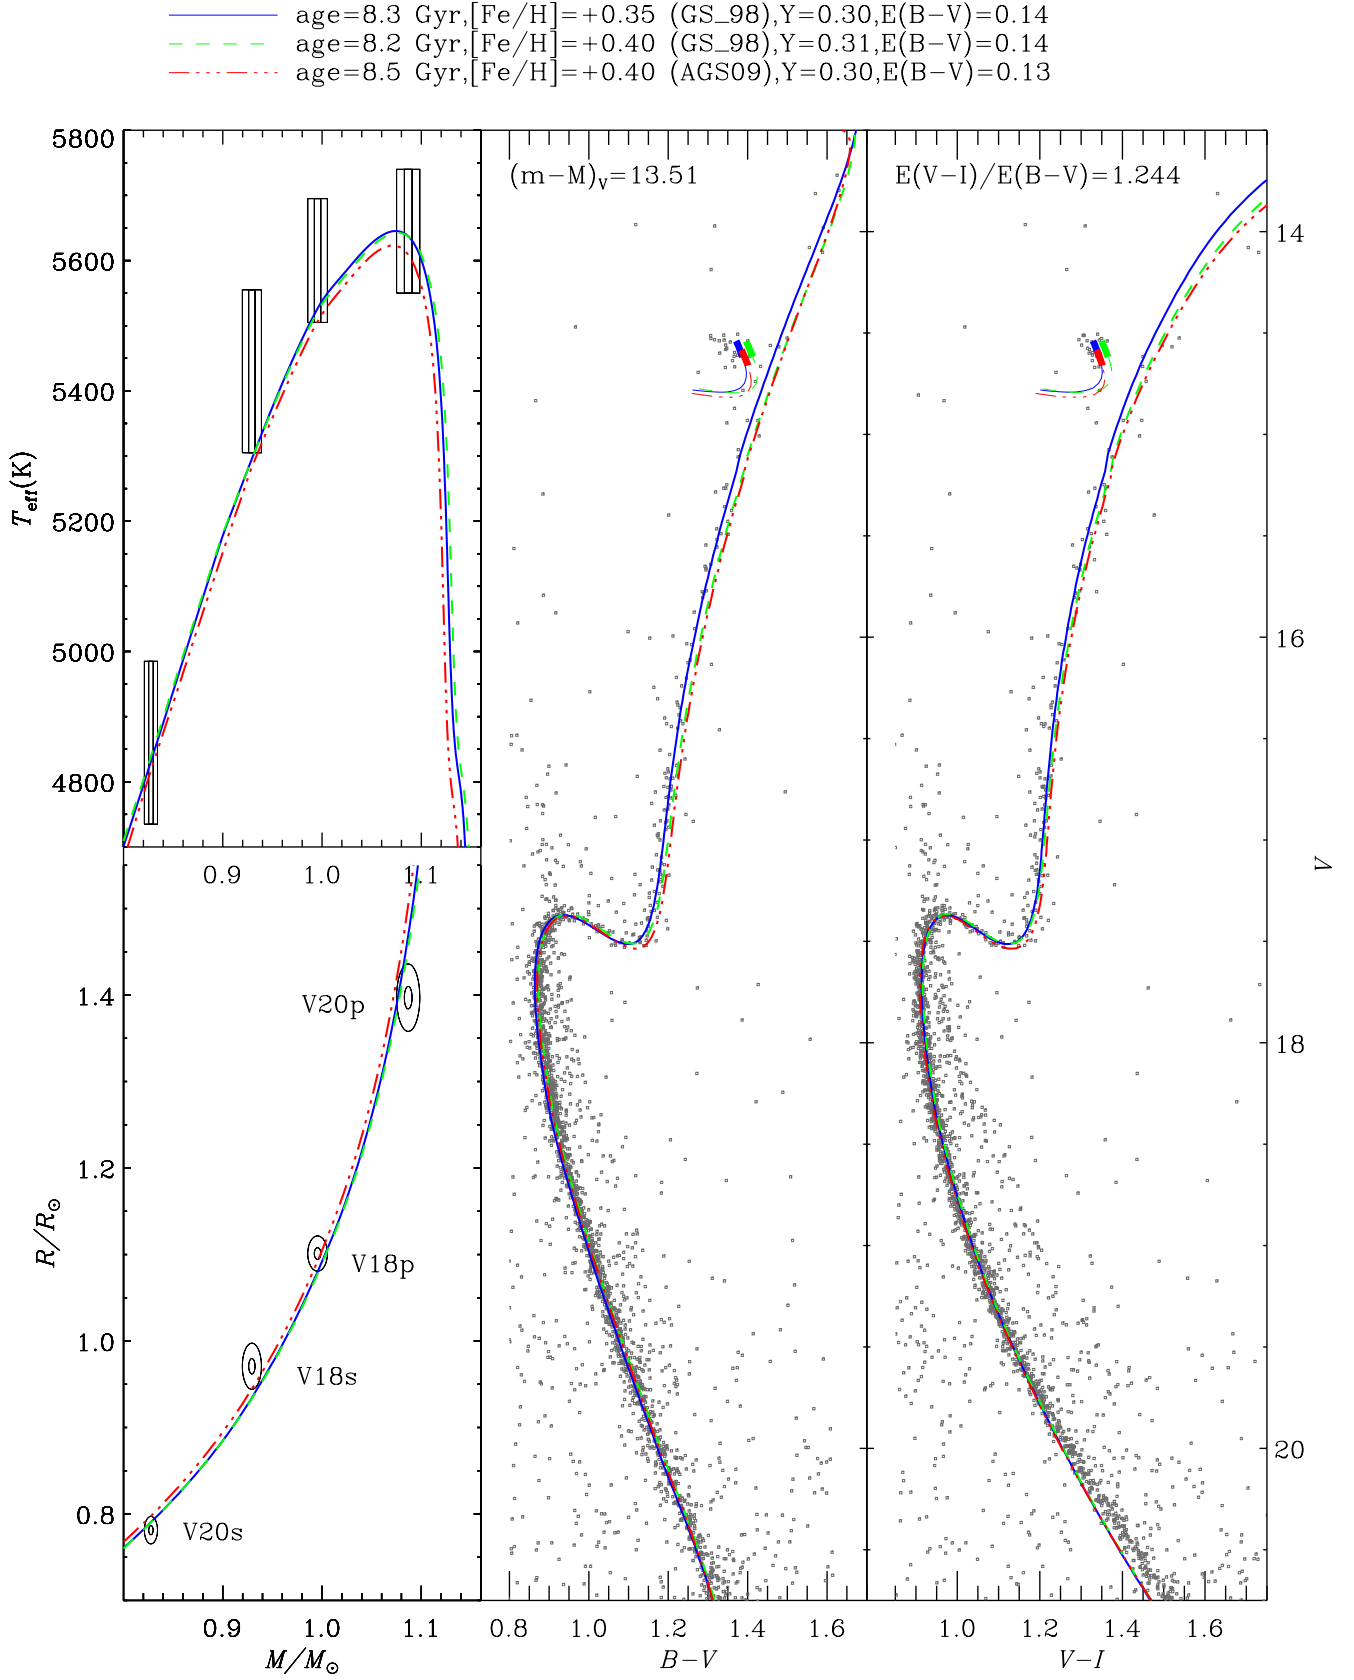 age=8.3 Gyr,[Fe/H]=+0.35 (GS_98),Y=0.30,E(B-V)=0.14
age=8.2 Gyr,[Fe/H]=+0.40 (GS_98),Y=0.31,E(B-V)=0.14
age=8.5 Gyr,[Fe/H]=+0.40 (AGS09),Y=0.30,E(B-V)=0.13
5800
5600
5400
5200
5000
4800
T_eff(K)
0.9 1.0 1.1
1.4
1.2
1.0
0.8
R/R⊙
V20p
V18p
V18s
V20s
0.9 1.0 1.1
M/M⊙
(m-M)_V=13.51
0.8 1.0 1.2 1.4 1.6
B-V
E(V-I)/E(B-V)=1.244
1.0 1.2 1.4 1.6
V-I
14
16
18
20
V